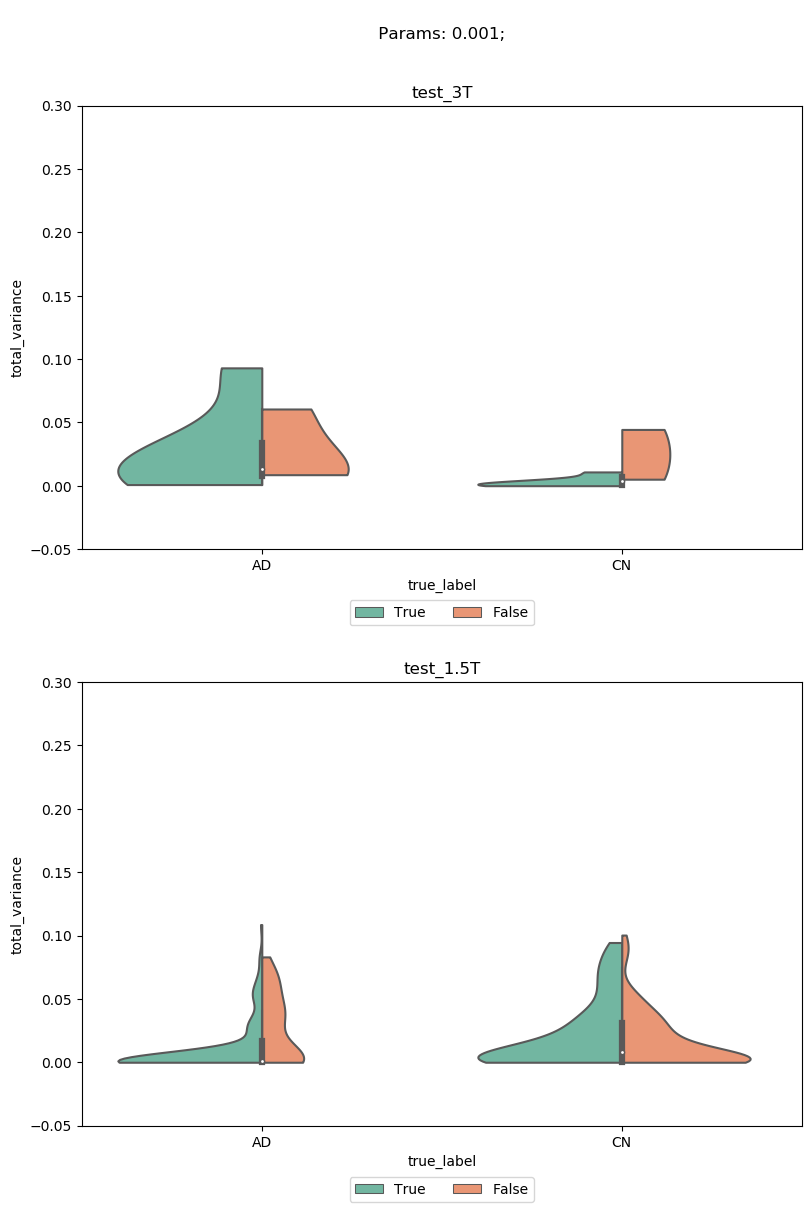 Params: 0.001;
test_3T
0.30
0.25
0.20
0.15
0.10
0.05
0.00
−0.05
total_variance
AD CN
true_label
True False
test_1.5T
0.30
0.25
0.20
0.15
0.10
0.05
0.00
−0.05
total_variance
AD CN
true_label
True False